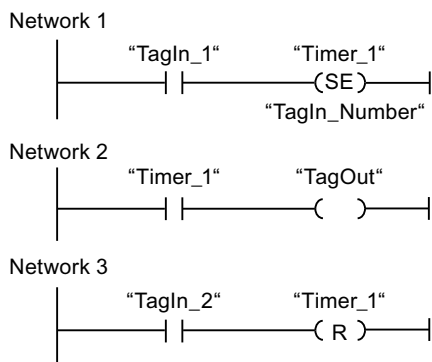 Network 1
“TagIn_1“ “Timer_1“
SE
“TagIn_Number“
Network 2
“Timer_1“ “TagOut“
Network 3
“TagIn_2“ “Timer_1“
R